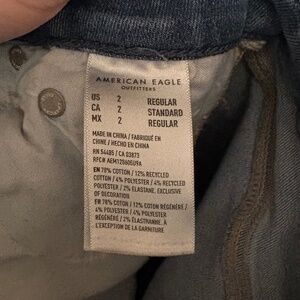 AMERICAN EAGLE
OUTFITTERS
US 2 REGULAR
CA 2 STANDARD
MX 2 REGULAR
MADE IN CHINA / FABRIQUÉ EN
CHINE / HECHO EN CHINA
RN 54485 / CA 03873
RFC# AEM120605U9A
EN 78% COTTON / 12% RECYCLED
COTTON / 4% POLYESTER / 4% RECYCLED
POLYESTER / 2% ELASTANE, EXCLUSIVE
OF DECORATION
FR 78% COTON / 12% COTON RÉGÉNÉRÉ /
4% POLYESTER / 4% POLYESTER
RÉGÉNÉRÉ / 2% ÉLASTHANNE, À
L'EXCEPTION DE LA GARNITURE